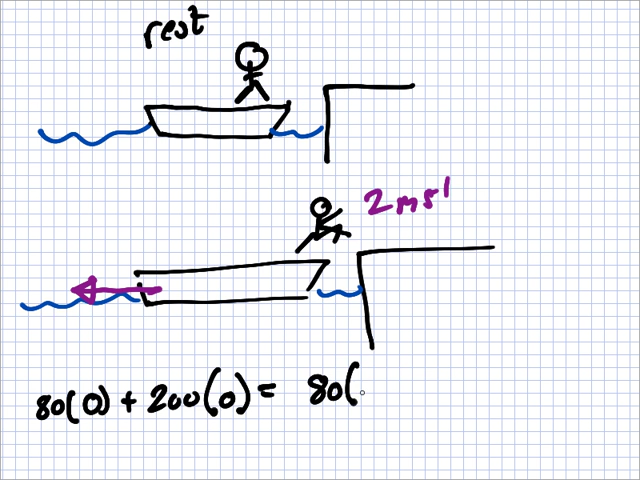 rest
2ms⁻¹
80(0) + 200(0) = 80(